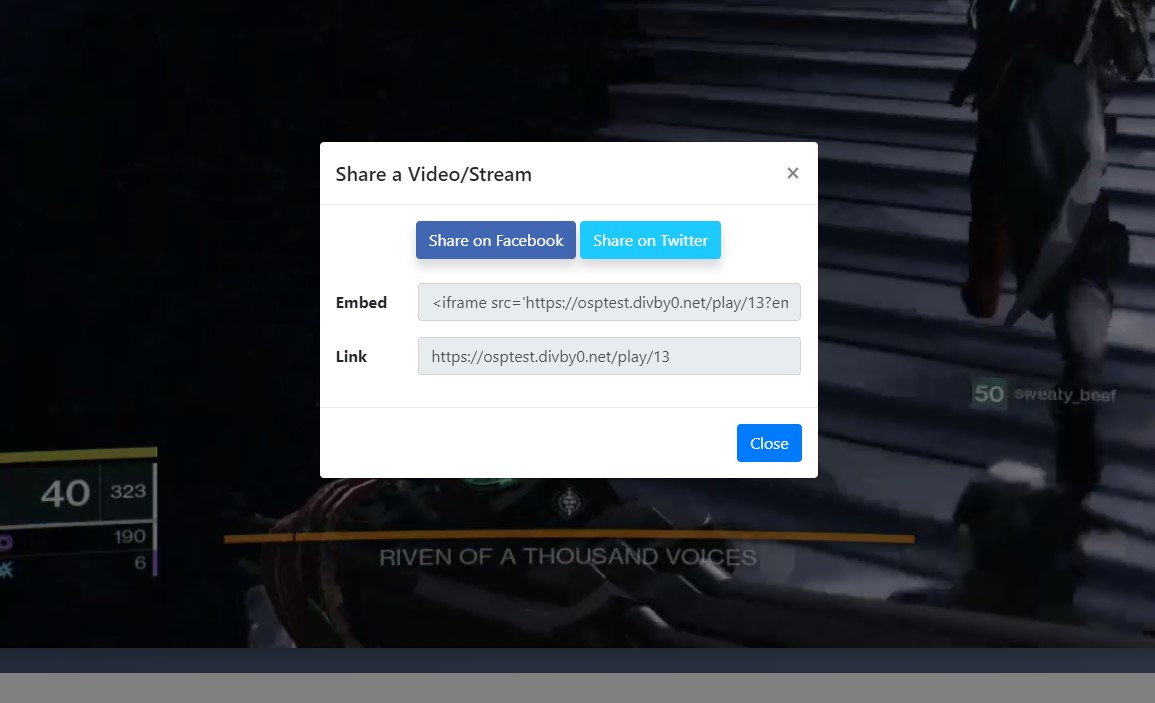 Share a Video/Stream
×
Share on Facebook Share on Twitter
Embed <iframe src='https://osptest.divby0.net/play/13?en
Link https://osptest.divby0.net/play/13
50 sweaty_beef
Close
40 323
190
6
RIVEN OF A THOUSAND VOICES